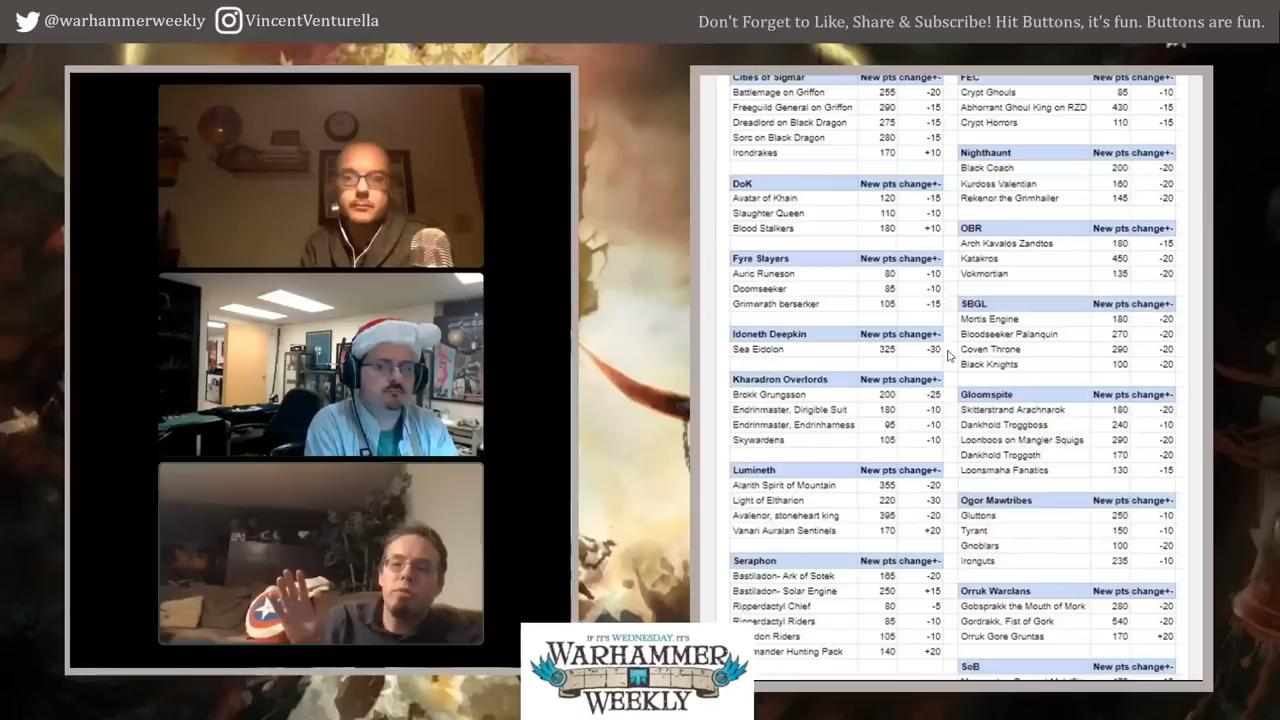 @warhammerweekly VincentVenturella
Don't Forget to Like, Share & Subscribe! Hit Buttons, it's fun. Buttons are fun.
Cities of Sigmar New pts change+-
Battlemage on Griffon 255 -20
Freeguild General on Griffon 290 -15
Dreadlord on Black Dragon 275 -15
Sorc on Black Dragon 280 -15
Irondrakes 170 +10
DoK New pts change+-
Avatar of Khain 120 -15
Slaughter Queen 110 -10
Blood Stalkers 180 +10
Fyre Slayers New pts change+-
Auric Runeson 80 -10
Doomseeker 85 -10
Grimwrath berserker 105 -15
Idoneth Deepkin New pts change+-
Sea Eidolon 325 -30
Kharadron Overlords New pts change+-
Brokk Grungsson 200 -25
Endrinmaster, Dirigible Suit 180 -10
Endrinmaster, Endrinharness 95 -10
Skywardens 105 -10
Lumineth New pts change+-
Alarith Spirit of Mountain 355 -20
Light of Eltharion 220 -30
Avalenor, stoneheart king 395 -20
Vanari Auralan Sentinels 170 +20
Seraphon New pts change+-
Bastiladon- Ark of Sotek 165 -20
Bastiladon- Solar Engine 250 +15
Ripperdactyl Chief 80 -5
Ripperdactyl Riders 85 -10
don Riders 105 -10
mander Hunting Pack 140 +20
FEC New pts change+-
Crypt Ghouls 85 -10
Abhorrant Ghoul King on RZD 430 -15
Crypt Horrors 110 -15
Nighthaunt New pts change+-
Black Coach 200 -20
Kurdoss Valentian 160 -20
Rekenor the Grimhailer 145 -20
OBR New pts change+-
Arch Kavalos Zandtos 180 -15
Katakros 450 -20
Vokmortian 135 -20
SBGL New pts change+-
Mortis Engine 180 -20
Bloodseeker Palanquin 270 -20
Coven Throne 290 -20
Black Knights 100 -20
Gloomspite New pts change+-
Skitterstrand Arachnarok 180 -20
Dankhold Troggboss 240 -10
Loonboos on Mangler Squigs 290 -20
Dankhold Troggoth 170 -20
Loonsmaha Fanatics 130 -15
Ogor Mawtribes New pts change+-
Gluttons 250 -10
Tyrant 150 -10
Gnoblars 100 -20
Ironguts 235 -10
Orruk Warclans New pts change+-
Gobsprakk the Mouth of Mork 280 -20
Gordrakk, Fist of Gork 540 -20
Orruk Gore Gruntas 170 +20
SoB New pts change+-
IF IT'S WEDNESDAY, IT'S
WARHAMMER
WEEKLY